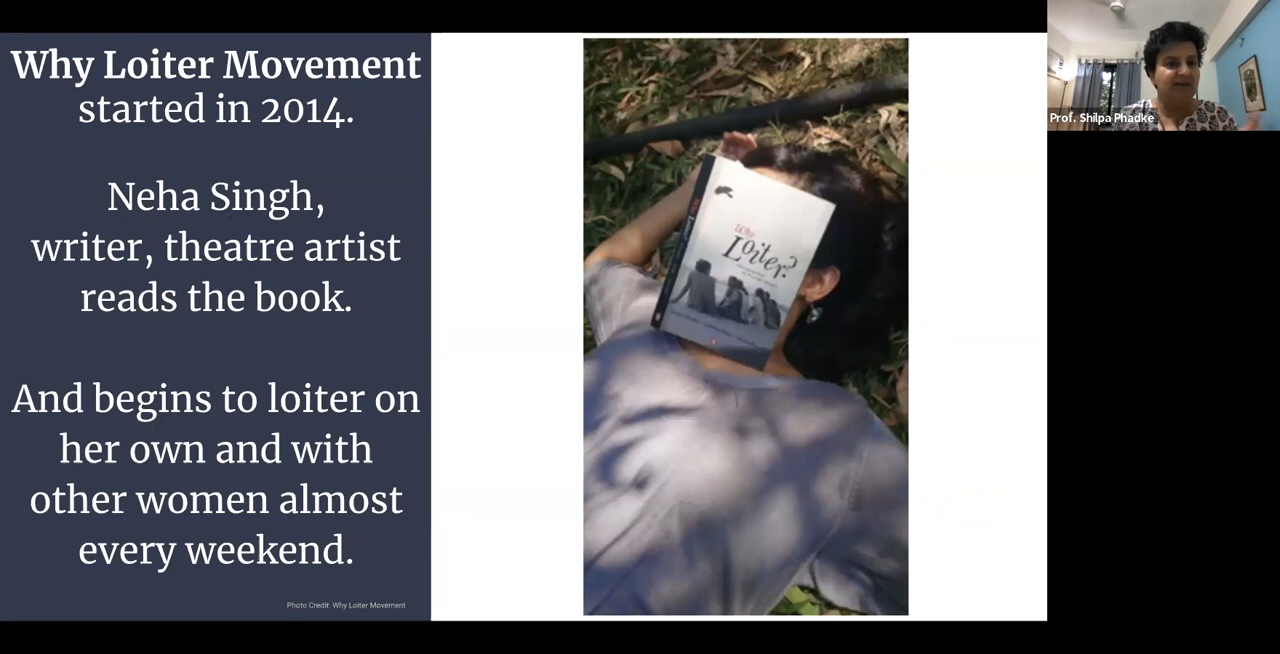 Why Loiter Movement
started in 2014.
Neha Singh,
writer, theatre artist
reads the book.
And begins to loiter on
her own and with
other women almost
every weekend.
Photo Credit: Why Loiter Movement
Why
Loiter?
Prof. Shilpa Phadke